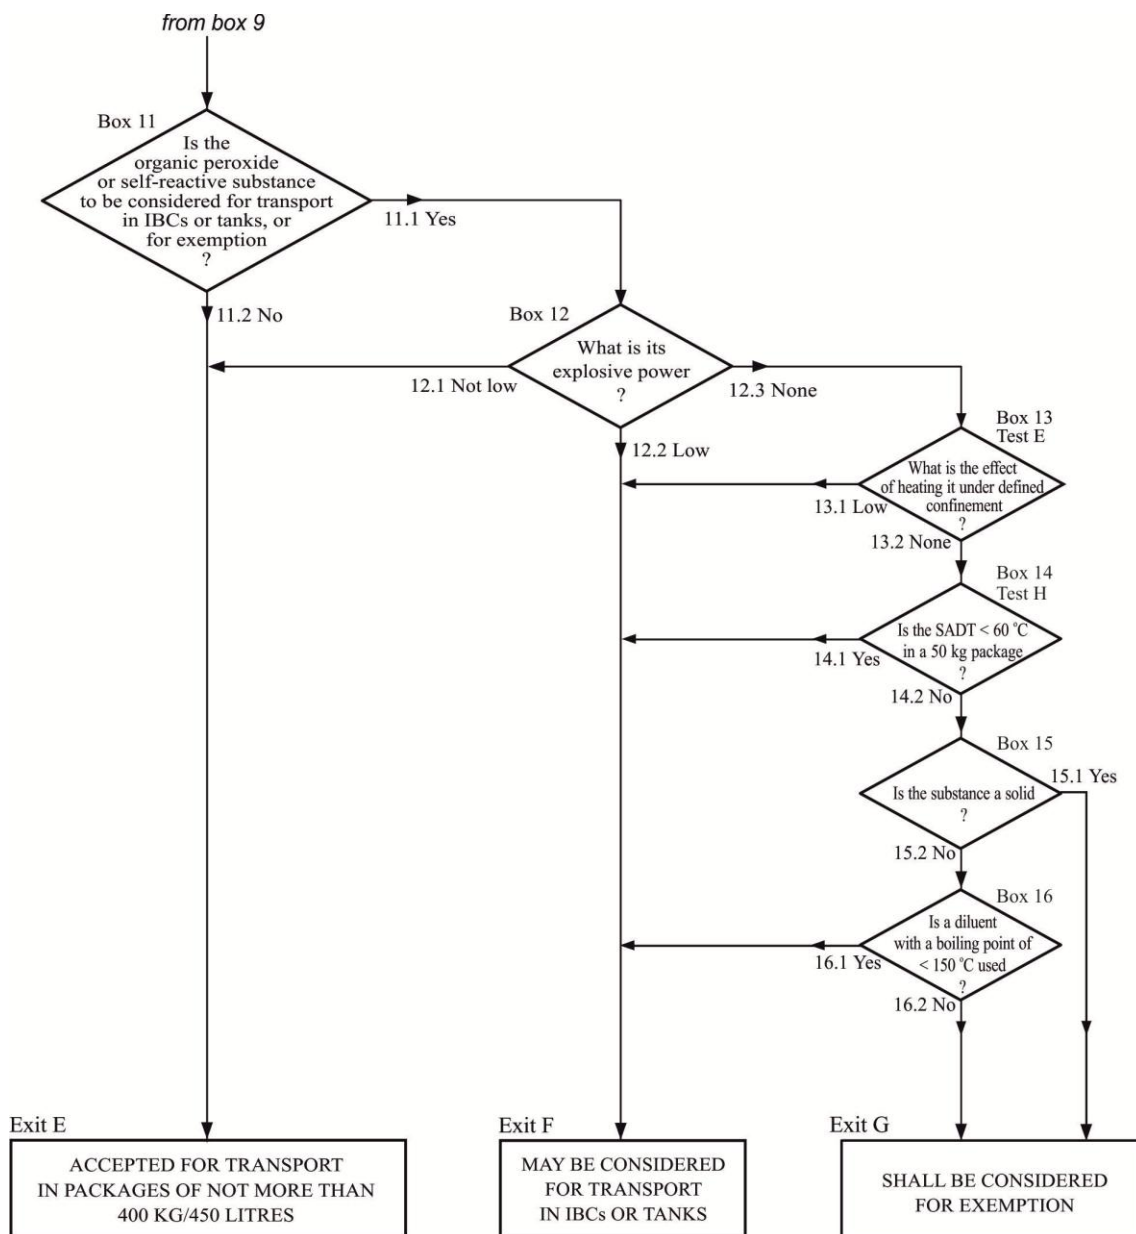 from box 9
Box 11
Is the
organic peroxide
or self-reactive substance
to be considered for transport
in IBCs or tanks, or
for exemption
?
11.1 Yes
11.2 No
Box 12
What is its
explosive power
?
12.1 Not low
12.3 None
12.2 Low
Box 13
Test E
What is the effect
of heating it under defined
confinement
?
13.1 Low
13.2 None
Box 14
Test H
Is the SADT < 60 °C
in a 50 kg package
?
14.1 Yes
14.2 No
Box 15
15.1 Yes
Is the substance a solid
?
15.2 No
Box 16
Is a diluent
with a boiling point of
< 150 °C used
?
16.1 Yes
16.2 No
Exit E
ACCEPTED FOR TRANSPORT
IN PACKAGES OF NOT MORE THAN
400 KG/450 LITRES
Exit F
MAY BE CONSIDERED
FOR TRANSPORT
IN IBCs OR TANKS
Exit G
SHALL BE CONSIDERED
FOR EXEMPTION